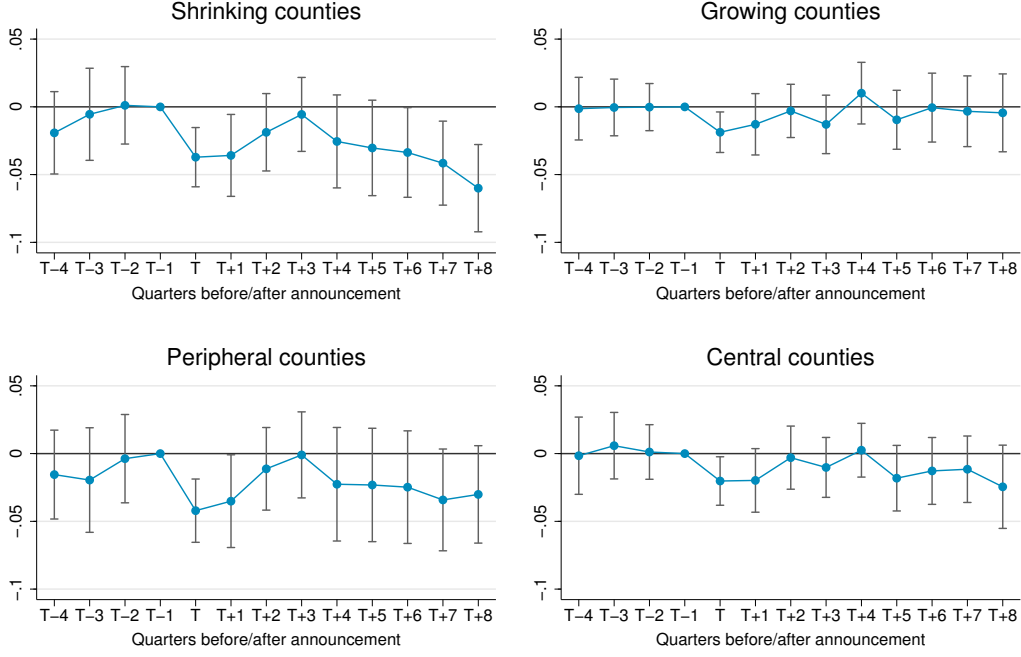 Shrinking counties
.05
0
−.05
−.1
T−4 T−3 T−2 T−1 T T+1 T+2 T+3 T+4 T+5 T+6 T+7 T+8
Quarters before/after announcement
Growing counties
.05
0
−.05
−.1
T−4 T−3 T−2 T−1 T T+1 T+2 T+3 T+4 T+5 T+6 T+7 T+8
Quarters before/after announcement
Peripheral counties
.05
0
−.05
−.1
T−4 T−3 T−2 T−1 T T+1 T+2 T+3 T+4 T+5 T+6 T+7 T+8
Quarters before/after announcement
Central counties
.05
0
−.05
−.1
T−4 T−3 T−2 T−1 T T+1 T+2 T+3 T+4 T+5 T+6 T+7 T+8
Quarters before/after announcement